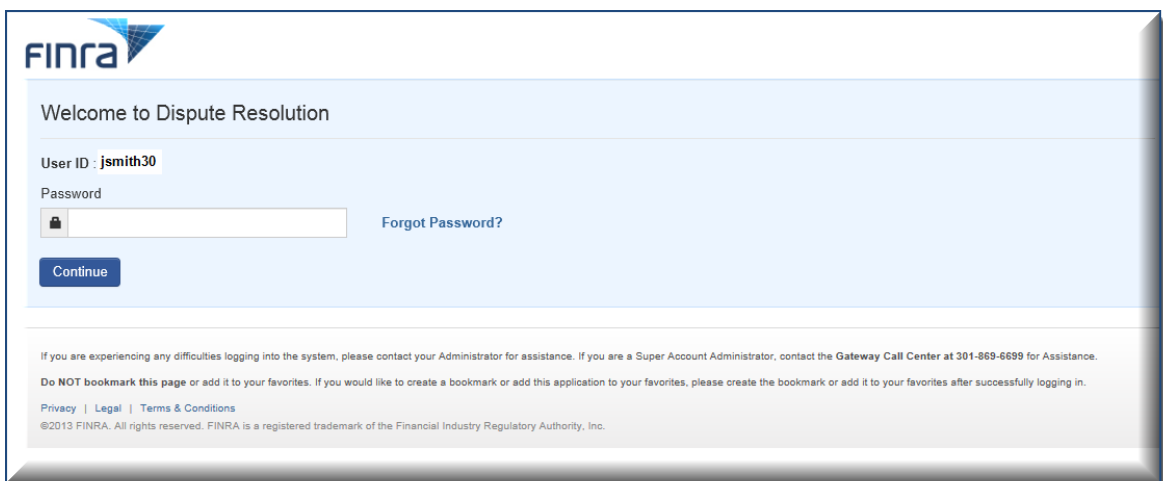 FINRA
Welcome to Dispute Resolution
User ID : jsmith30
Password
Forgot Password?
Continue
If you are experiencing any difficulties logging into the system, please contact your Administrator for assistance. If you are a Super Account Administrator, contact the Gateway Call Center at 301-869-6699 for Assistance.
Do NOT bookmark this page or add it to your favorites. If you would like to create a bookmark or add this application to your favorites, please create the bookmark or add it to your favorites after successfully logging in.
Privacy | Legal | Terms & Conditions
©2013 FINRA. All rights reserved. FINRA is a registered trademark of the Financial Industry Regulatory Authority, Inc.